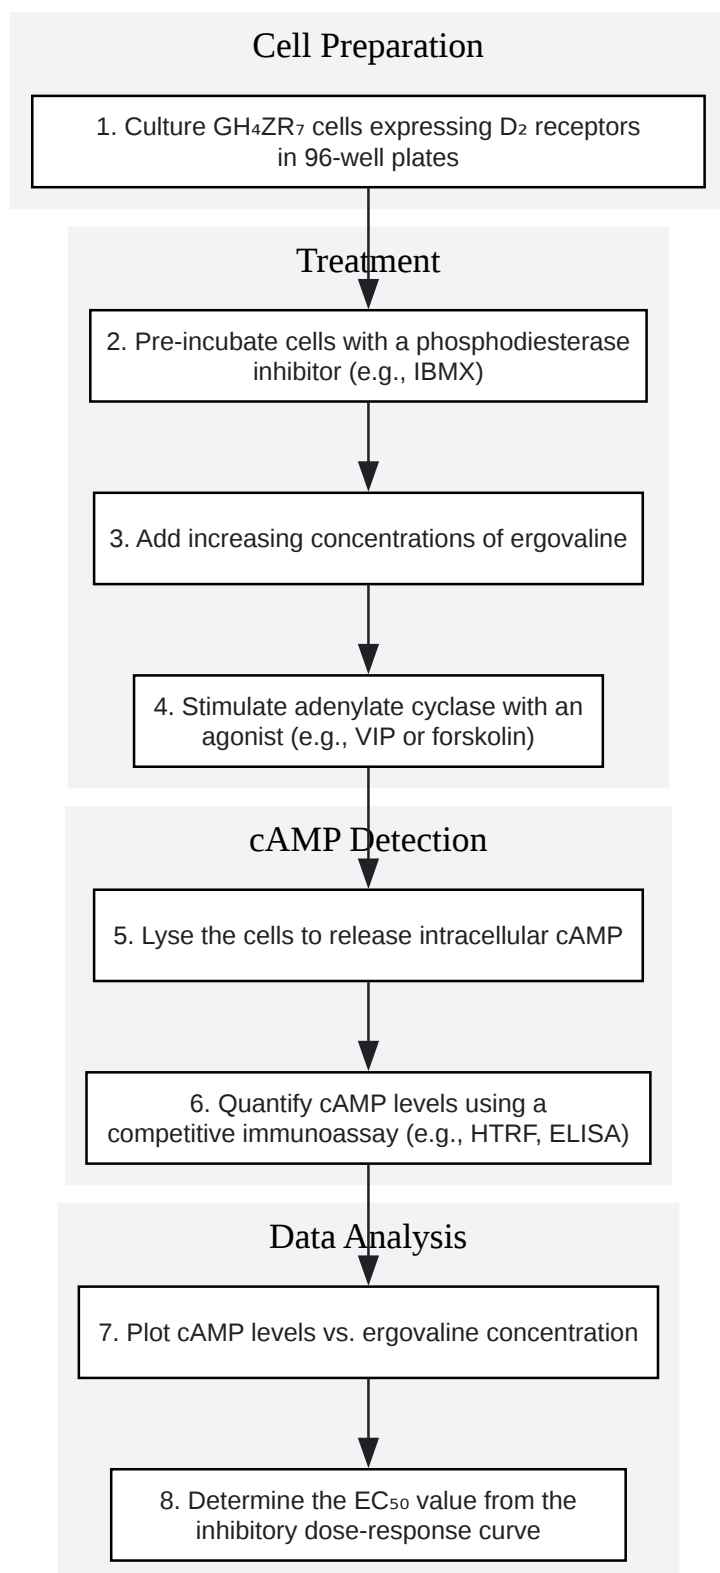 Cell Preparation
1. Culture GH₄ZR₇ cells expressing D₂ receptors
in 96-well plates
Treatment
2. Pre-incubate cells with a phosphodiesterase
inhibitor (e.g., IBMX)
3. Add increasing concentrations of ergovaline
4. Stimulate adenylate cyclase with an
agonist (e.g., VIP or forskolin)
cAMP Detection
5. Lyse the cells to release intracellular cAMP
6. Quantify cAMP levels using a
competitive immunoassay (e.g., HTRF, ELISA)
Data Analysis
7. Plot cAMP levels vs. ergovaline concentration
8. Determine the EC₅₀ value from the
inhibitory dose-response curve